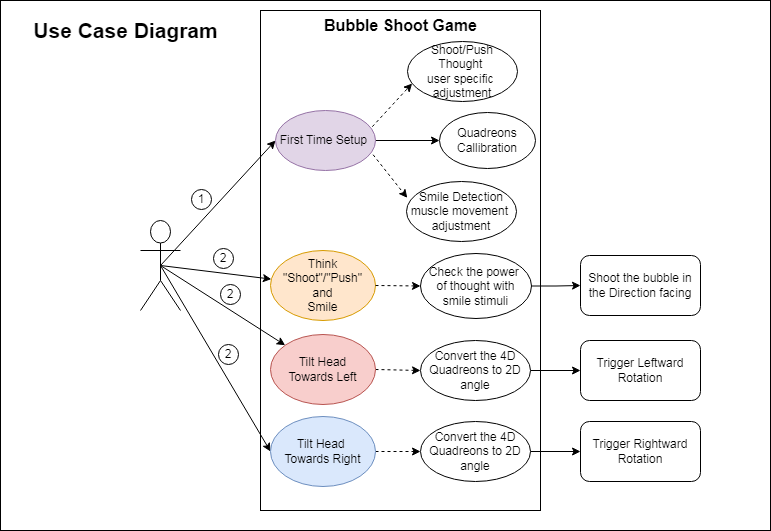 Use Case Diagram
Bubble Shoot Game
Shoot/Push
Thought
user specific
adjustment
First Time Setup
Quadreons
Callibration
1
Smile Detection
muscle movement
adjustment
2
Think
"Shoot"/"Push"
and
Smile
Check the power
of thought with
smile stimuli
Shoot the bubble in
the Direction facing
2
Tilt Head
Towards Left
Convert the 4D
Quadreons to 2D
angle
Trigger Leftward
Rotation
2
Tilt Head
Towards Right
Convert the 4D
Quadreons to 2D
angle
Trigger Rightward
Rotation